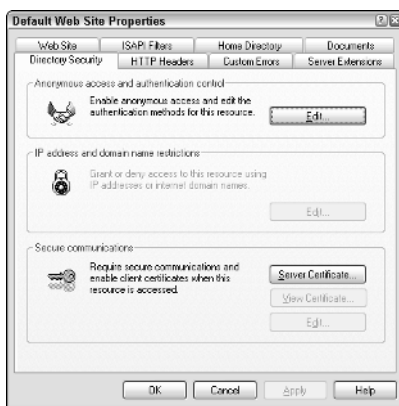 Default Web Site Properties
Web Site
ISAPI Filters
Home Directory
Documents
Directory Security
HTTP Headers
Custom Errors
Server Extensions
Anonymous access and authentication control
Enable anonymous access and edit the
authentication methods for this resource.
Edit...
IP address and domain name restrictions
Grant or deny access to this resource using
IP addresses or internet domain names.
Edit...
Secure communications
Require secure communications and
enable client certificates when this
resource is accessed.
Server Certificate...
View Certificate...
Edit...
OK
Cancel
Apply
Help